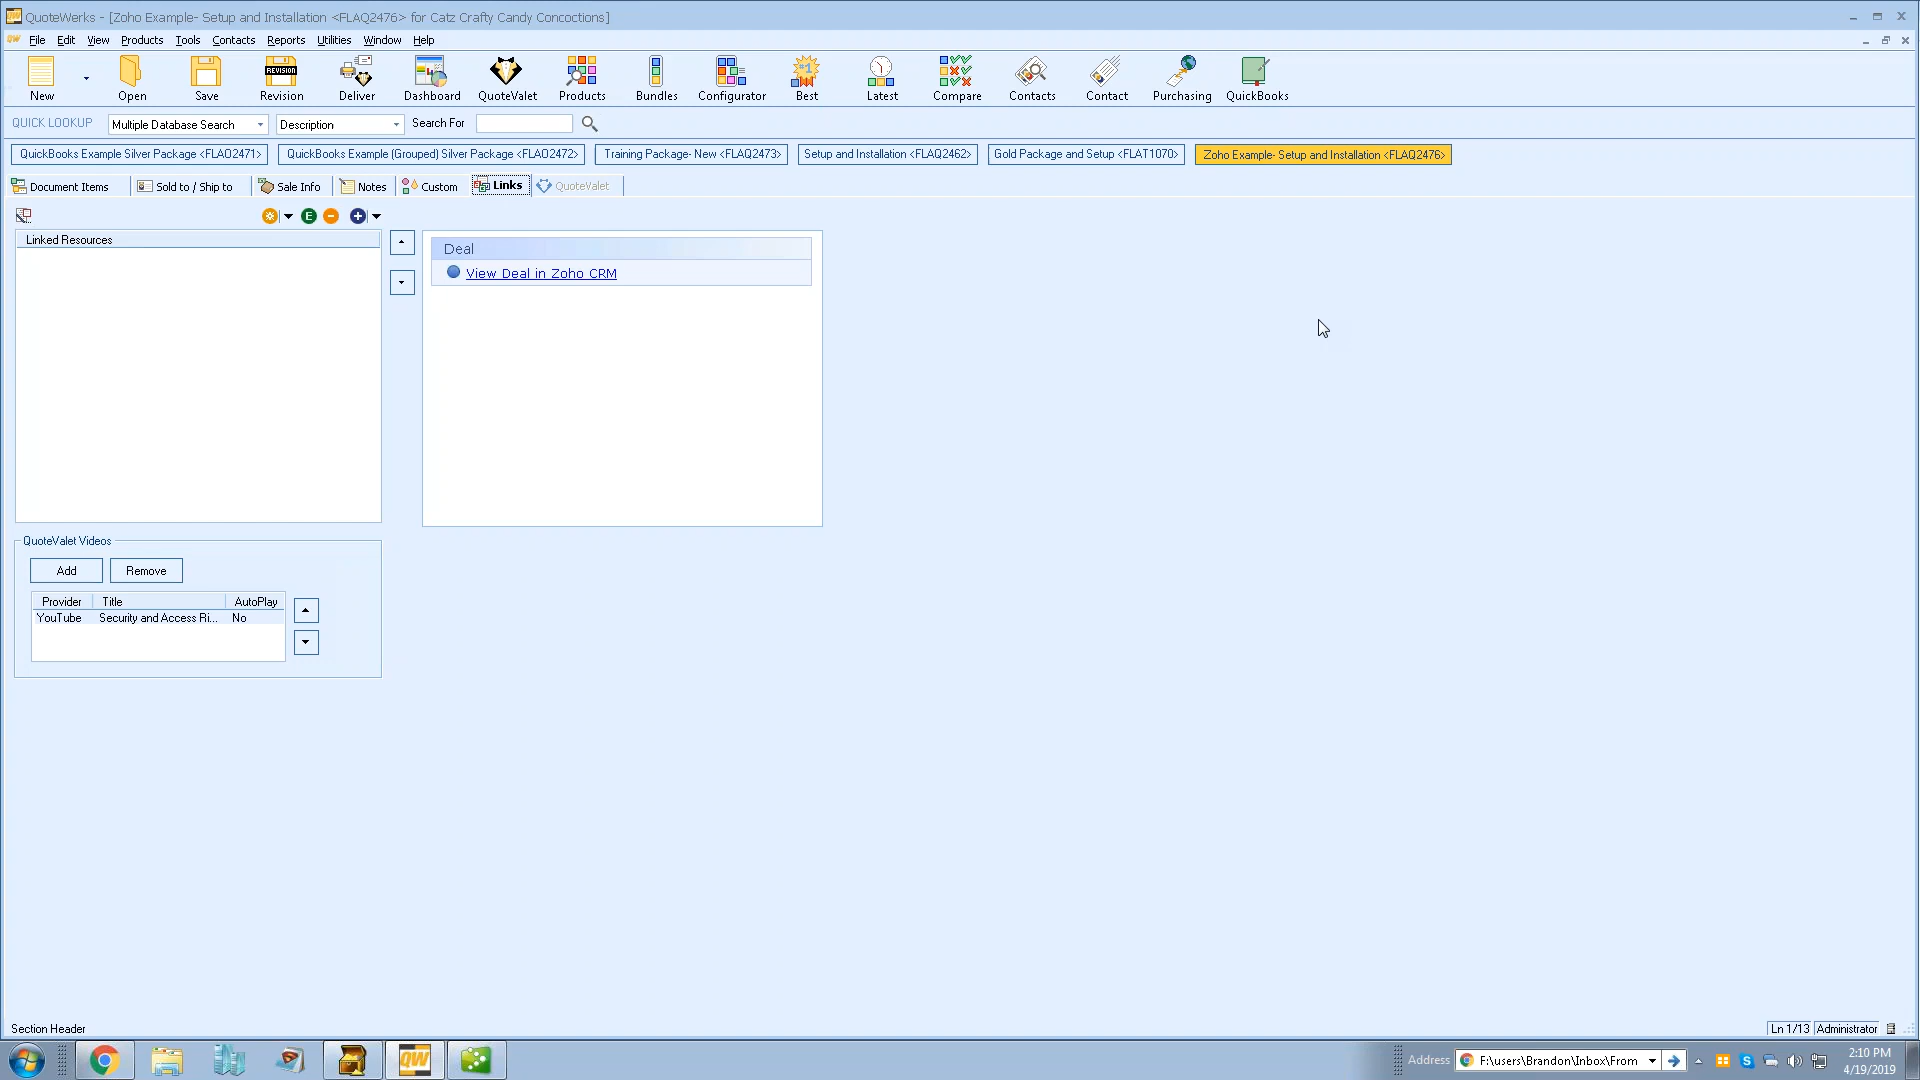 QuoteWerks - [Zoho Example- Setup and Installation <FLAQ2476> for Catz Crafty Candy Concoctions]
QW File Edit View Products Tools Contacts Reports Utilities Window Help
REVISION #1
New Open Save Revision Deliver Dashboard QuoteValet Products Bundles Configurator Best Latest Compare Contacts Contact Purchasing QuickBooks
QUICK LOOKUP Multiple Database Search Description Search For
QuickBooks Example Silver Package <FLAO2471> QuickBooks Example (Grouped) Silver Package <FLAO2472> Training Package- New <FLAQ2473> Setup and Installation <FLAQ2462> Gold Package and Setup <FLAT1070> Zoho Example- Setup and Installation <FLAQ2476>
Document Items Sold to / Ship to Sale Info Notes Custom Links QuoteValet
E
Linked Resources
Deal
View Deal in Zoho CRM
QuoteValet Videos
Add Remove
Provider Title AutoPlay
YouTube Security and Access Ri... No
Section Header Ln 1/13 Administrator
QW Address F:\users\Brandon\Inbox\From S 2:10 PM
4/19/2019